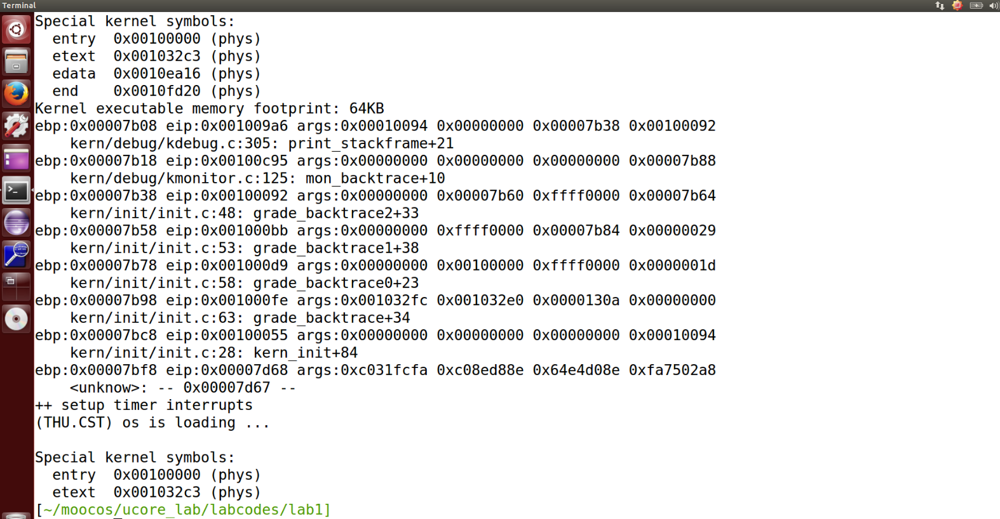 Terminal
Special kernel symbols:
  entry  0x00100000 (phys)
  etext  0x001032c3 (phys)
  edata  0x0010ea16 (phys)
  end    0x0010fd20 (phys)
Kernel executable memory footprint: 64KB
ebp:0x00007b08 eip:0x001009a6 args:0x00010094 0x00000000 0x00007b38 0x00100092
    kern/debug/kdebug.c:305: print_stackframe+21
ebp:0x00007b18 eip:0x00100c95 args:0x00000000 0x00000000 0x00000000 0x00007b88
    kern/debug/kmonitor.c:125: mon_backtrace+10
ebp:0x00007b38 eip:0x00100092 args:0x00000000 0x00007b60 0xffff0000 0x00007b64
    kern/init/init.c:48: grade_backtrace2+33
ebp:0x00007b58 eip:0x001000bb args:0x00000000 0xffff0000 0x00007b84 0x00000029
    kern/init/init.c:53: grade_backtrace1+38
ebp:0x00007b78 eip:0x001000d9 args:0x00000000 0x00100000 0xffff0000 0x0000001d
    kern/init/init.c:58: grade_backtrace0+23
ebp:0x00007b98 eip:0x001000fe args:0x001032fc 0x001032e0 0x0000130a 0x00000000
    kern/init/init.c:63: grade_backtrace+34
ebp:0x00007bc8 eip:0x00100055 args:0x00000000 0x00000000 0x00000000 0x00010094
    kern/init/init.c:28: kern_init+84
ebp:0x00007bf8 eip:0x00007d68 args:0xc031fcfa 0xc08ed88e 0x64e4d08e 0xfa7502a8
    <unknow>: -- 0x00007d67 --
++ setup timer interrupts
(THU.CST) os is loading ...

Special kernel symbols:
  entry  0x00100000 (phys)
  etext  0x001032c3 (phys)
[~/moocos/ucore_lab/labcodes/lab1]